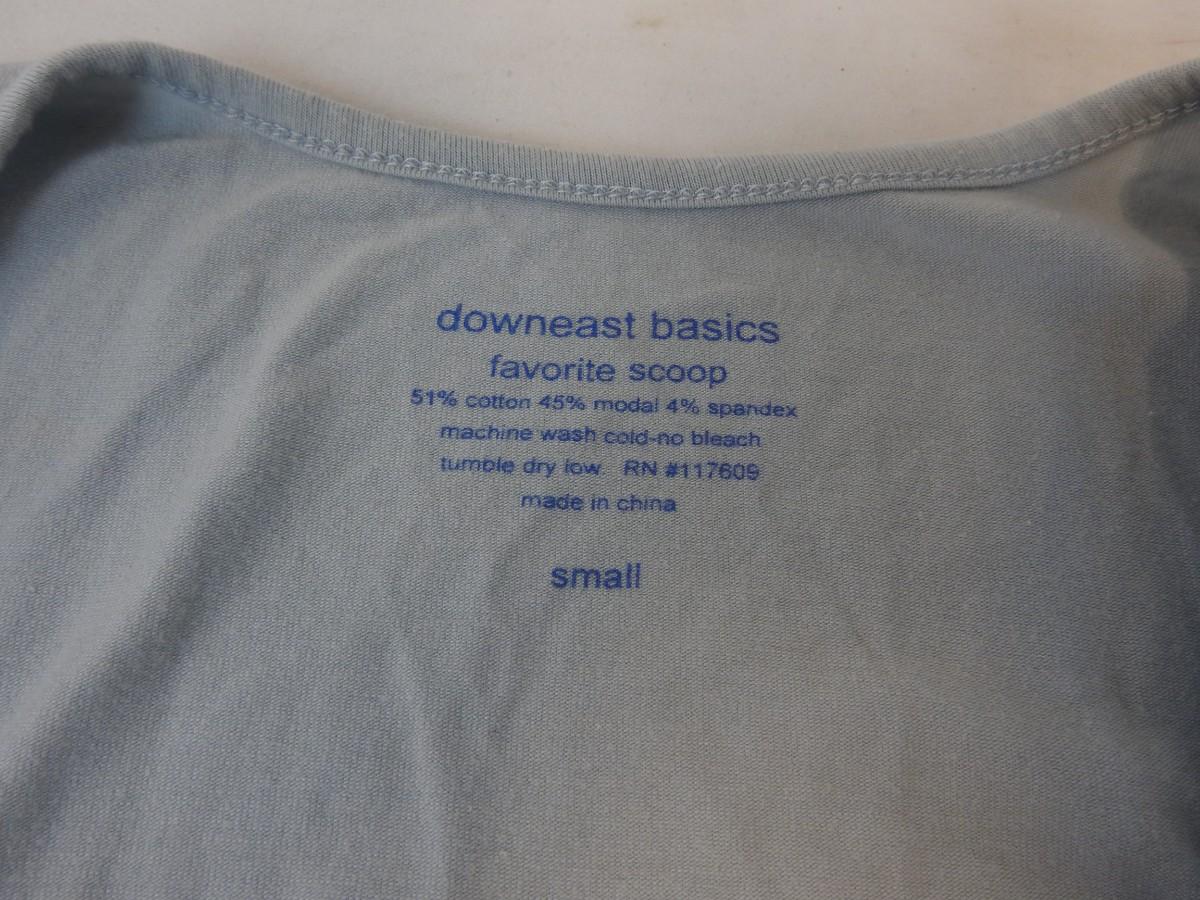 downeast basics
favorite scoop
51% cotton 45% modal 4% spandex
machine wash cold-no bleach
tumble dry low. RN #117609
made in china
small